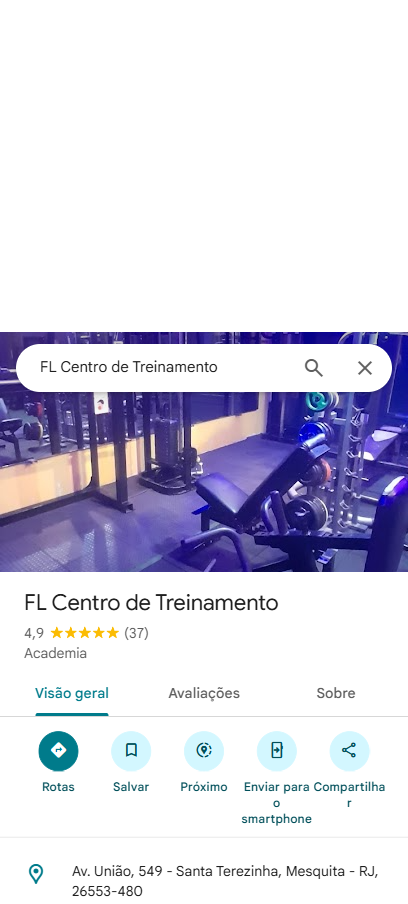 FL Centro de Treinamento
FL Centro de Treinamento
4,9 ★★★★★ (37)
Academia
Visão geral
Avaliações
Sobre
Rotas
Salvar
Próximo
Enviar para
o
smartphone
Compartilha
r
Av. União, 549 - Santa Terezinha, Mesquita - RJ,
26553-480